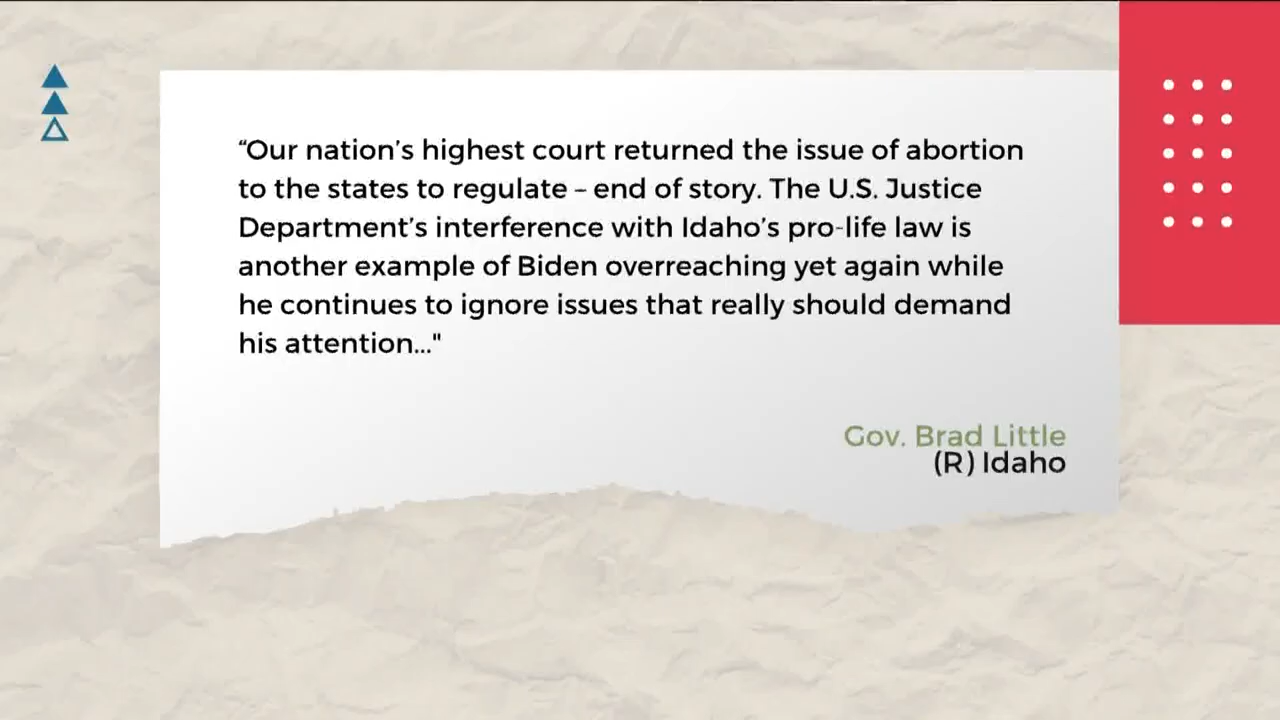 “Our nation’s highest court returned the issue of abortion
to the states to regulate – end of story. The U.S. Justice
Department’s interference with Idaho’s pro-life law is
another example of Biden overreaching yet again while
he continues to ignore issues that really should demand
his attention..."
Gov. Brad Little
(R) Idaho